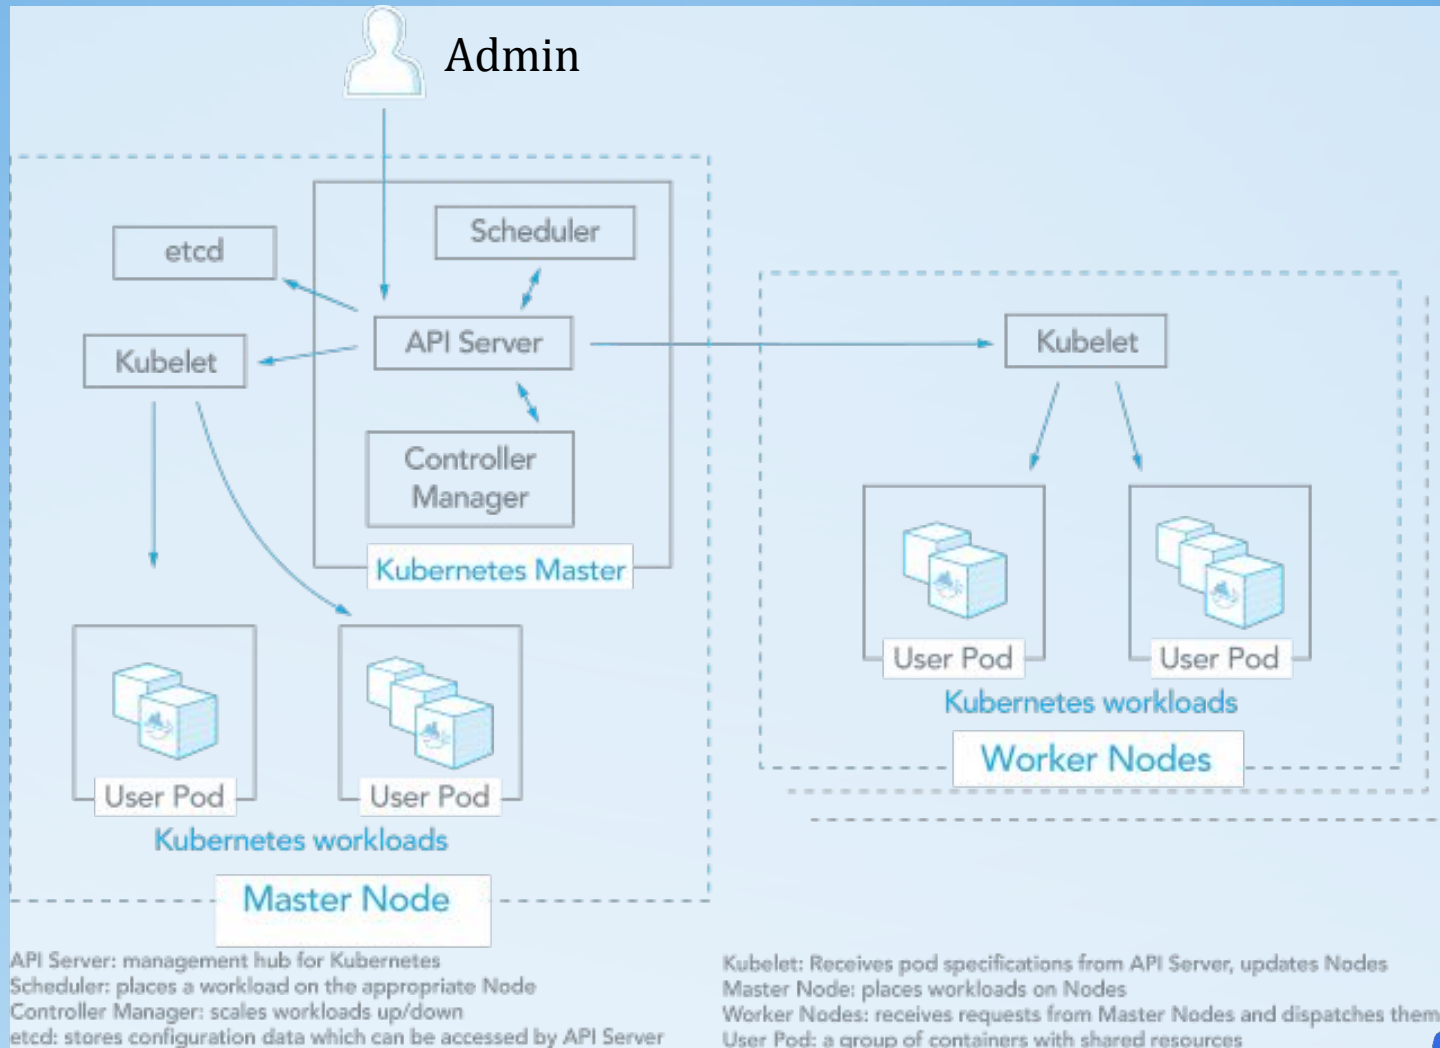 Admin
Scheduler
etcd
API Server
Kubelet
Controller
Manager
Kubernetes Master
User Pod
User Pod
Kubernetes workloads
Master Node
Kubelet
User Pod
User Pod
Kubernetes workloads
Worker Nodes
API Server: management hub for Kubernetes
Scheduler: places a workload on the appropriate Node
Controller Manager: scales workloads up/down
etcd: stores configuration data which can be accessed by API Server
Kubelet: Receives pod specifications from API Server, updates Nodes
Master Node: places workloads on Nodes
Worker Nodes: receives requests from Master Nodes and dispatches them
User Pod: a group of containers with shared resources